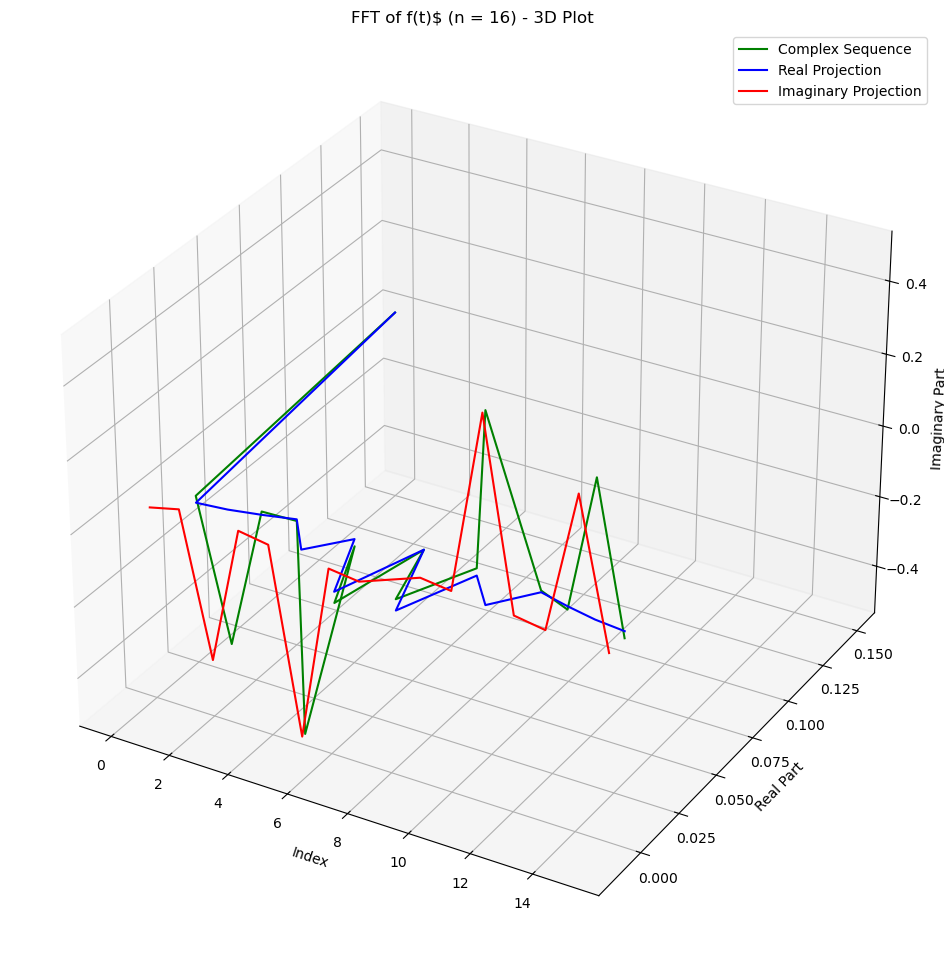 FFT of f(t)$ (n = 16) - 3D Plot
Complex Sequence
Real Projection
Imaginary Projection
0.4
0.2
0.0
−0.2
−0.4
Imaginary Part
0.150
0.125
0.100
0.075
0.050
0.025
0.000
Real Part
0
2
4
6
8
10
12
14
Index